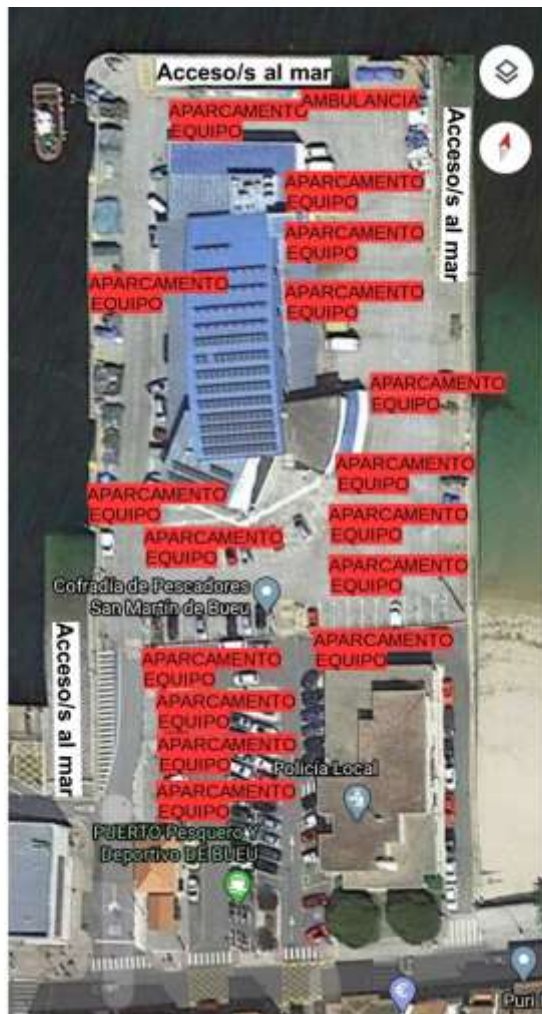 Acceso/s al mar
AMBULANCIA
APARCAMENTO
EQUIPO
Acceso/s al mar
APARCAMENTO
EQUIPO
APARCAMENTO
EQUIPO
APARCAMENTO
EQUIPO
APARCAMENTO
EQUIPO
APARCAMENTO
EQUIPO
APARCAMENTO
EQUIPO
APARCAMENTO
EQUIPO
APARCAMENTO
EQUIPO
APARCAMENTO
EQUIPO
APARCAMENTO
EQUIPO
Cofradía de Pescadores
San Martín de Bueu
Acceso/s al mar
APARCAMENTO
EQUIPO
APARCAMENTO
EQUIPO
APARCAMENTO
EQUIPO
APARCAMENTO
EQUIPO
Policía Local
APARCAMENTO
EQUIPO
PUERTO Pesquero Y
Deportivo DE BUEU
Puri